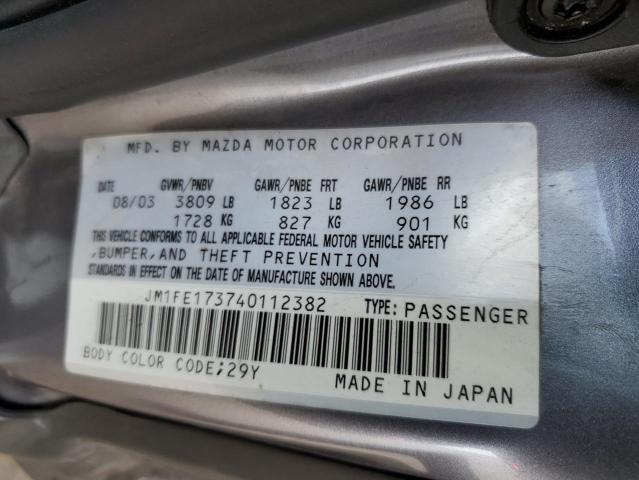 MFD. BY MAZDA MOTOR CORPORATION
DATE GVWR/PNBV GAWR/PNBE FRT GAWR/PNBE RR
08/03 3809 LB 1823 LB 1986 LB
1728 KG 827 KG 901 KG
THIS VEHICLE CONFORMS TO ALL APPLICABLE FEDERAL MOTOR VEHICLE SAFETY
,BUMPER,AND THEFT PREVENTION
STANDARDS IN EFFECT ON THE DATE OF MANUFACTURE SHOWN ABOVE.
JM1FE173740112382 TYPE: PASSENGER
BODY COLOR CODE;29Y
MADE IN JAPAN